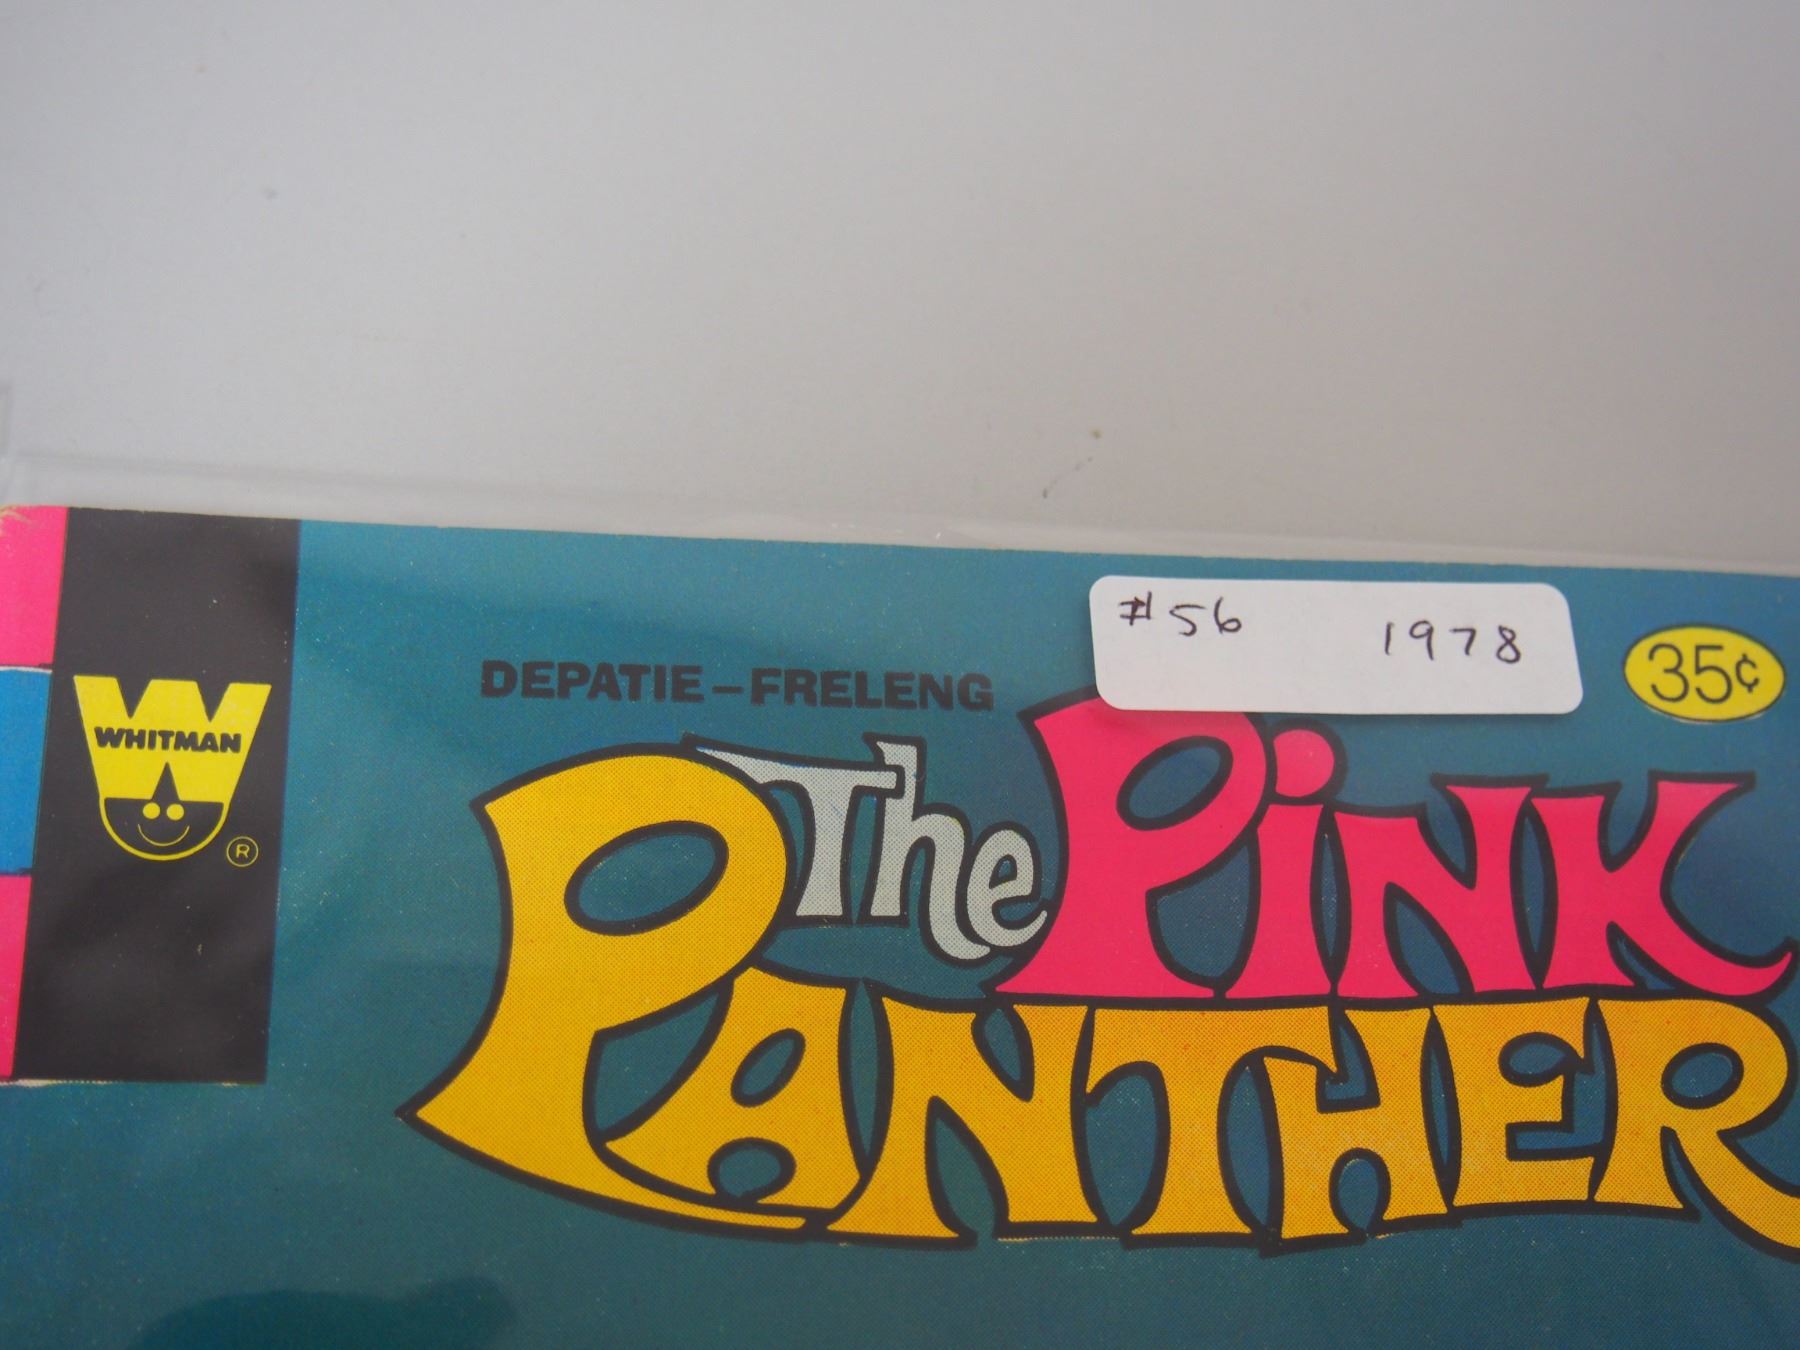 #56 1978
35¢
WHITMAN
®
DEPATIE–FRELENG
The Pink
PANTHER